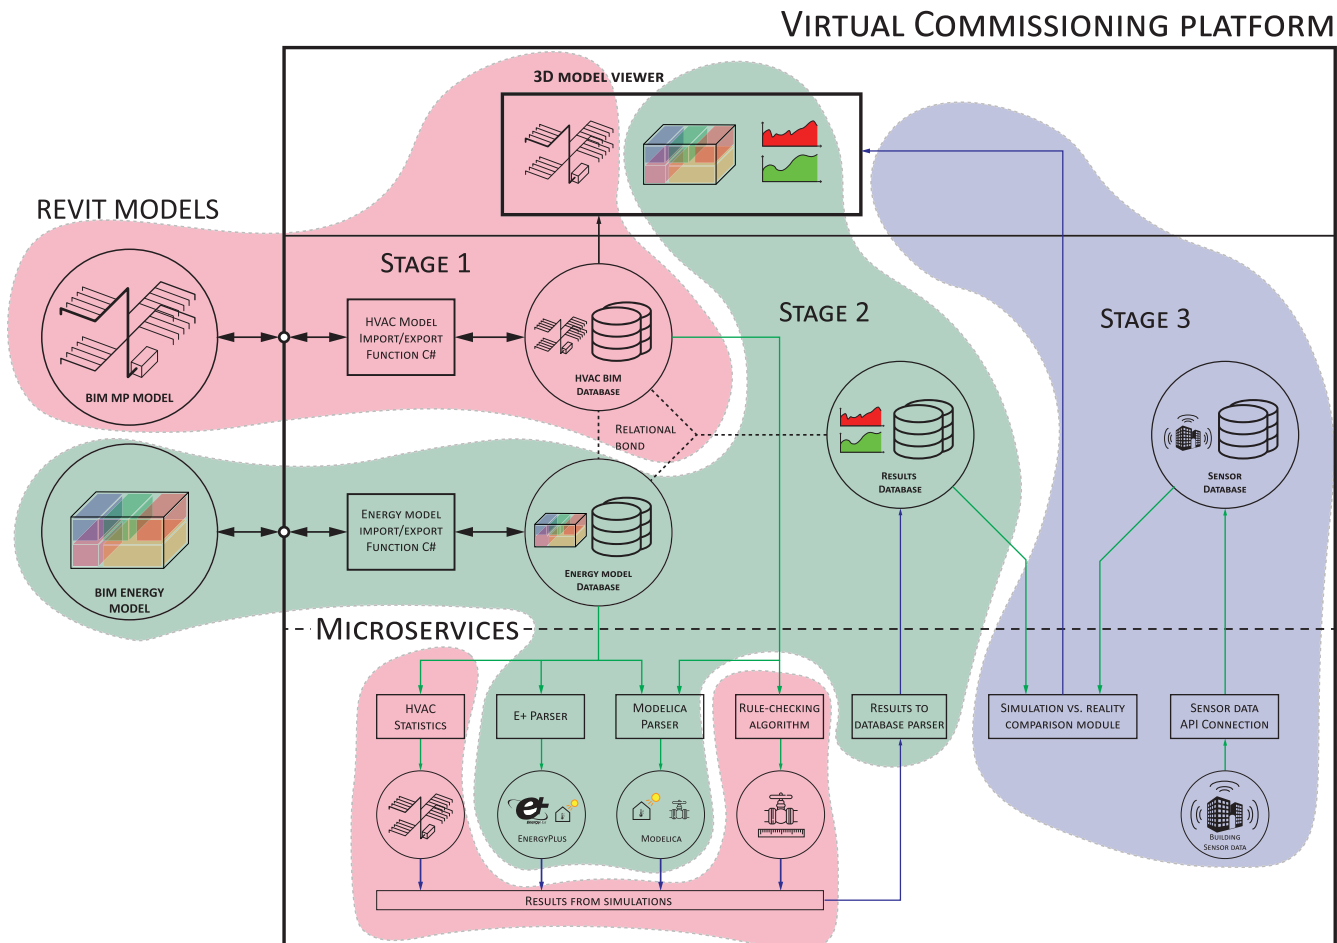 Virtual Commissioning platform
3D model viewer
REVIT MODELS
Stage 1
Stage 2
Stage 3
HVAC Model
Import/export
Function C#
HVAC BIM
Database
BIM MP MODEL
Relational
bond
Results
Database
Sensor
Database
Energy model
import/export
Function C#
Energy model
Database
BIM ENERGY
MODEL
Microservices
HVAC
Statistics
E+ Parser
Modelica
Parser
Rule-checking
algorithm
Results to
database parser
Simulation vs. reality
comparison module
Sensor data
API Connection
e+
EnergyPlus
Modelica
Building
Sensor data
Results from simulations